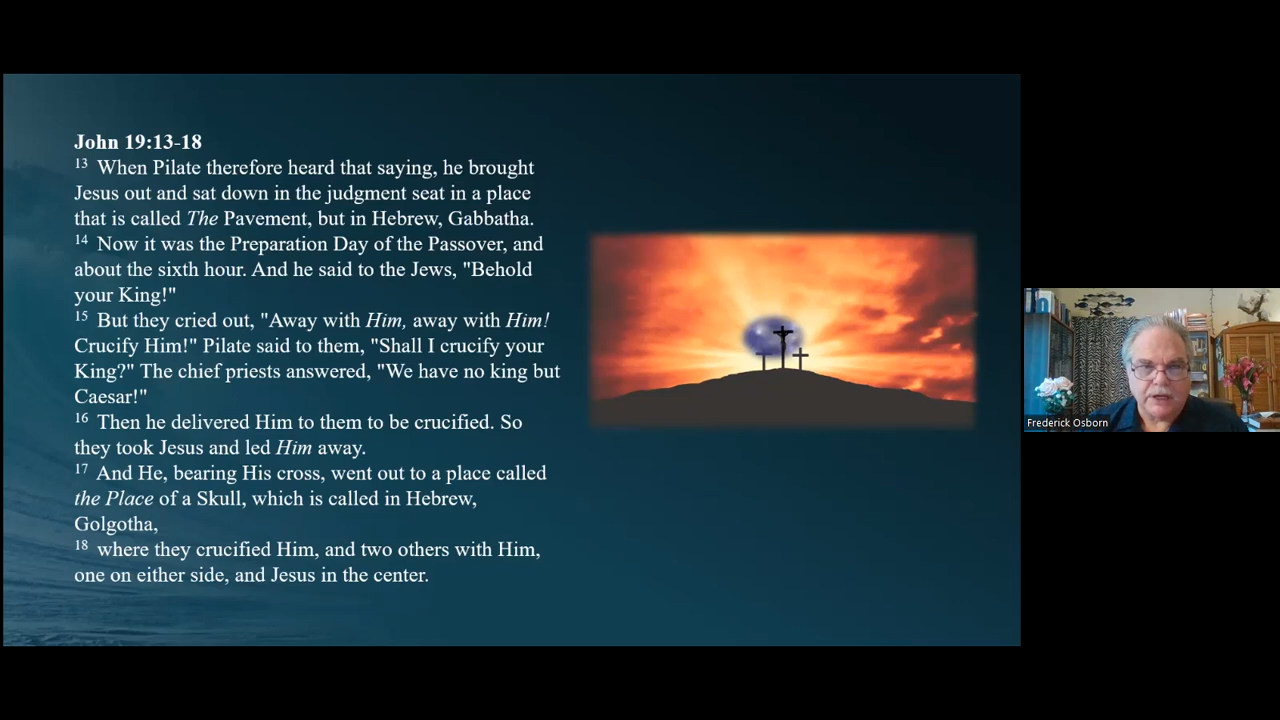 John 19:13-18
13 When Pilate therefore heard that saying, he brought
Jesus out and sat down in the judgment seat in a place
that is called The Pavement, but in Hebrew, Gabbatha.
14 Now it was the Preparation Day of the Passover, and
about the sixth hour. And he said to the Jews, "Behold
your King!"
15 But they cried out, "Away with Him, away with Him!
Crucify Him!" Pilate said to them, "Shall I crucify your
King?" The chief priests answered, "We have no king but
Caesar!"
16 Then he delivered Him to them to be crucified. So
they took Jesus and led Him away.
17 And He, bearing His cross, went out to a place called
the Place of a Skull, which is called in Hebrew,
Golgotha,
18 where they crucified Him, and two others with Him,
one on either side, and Jesus in the center.
Frederick Osborn